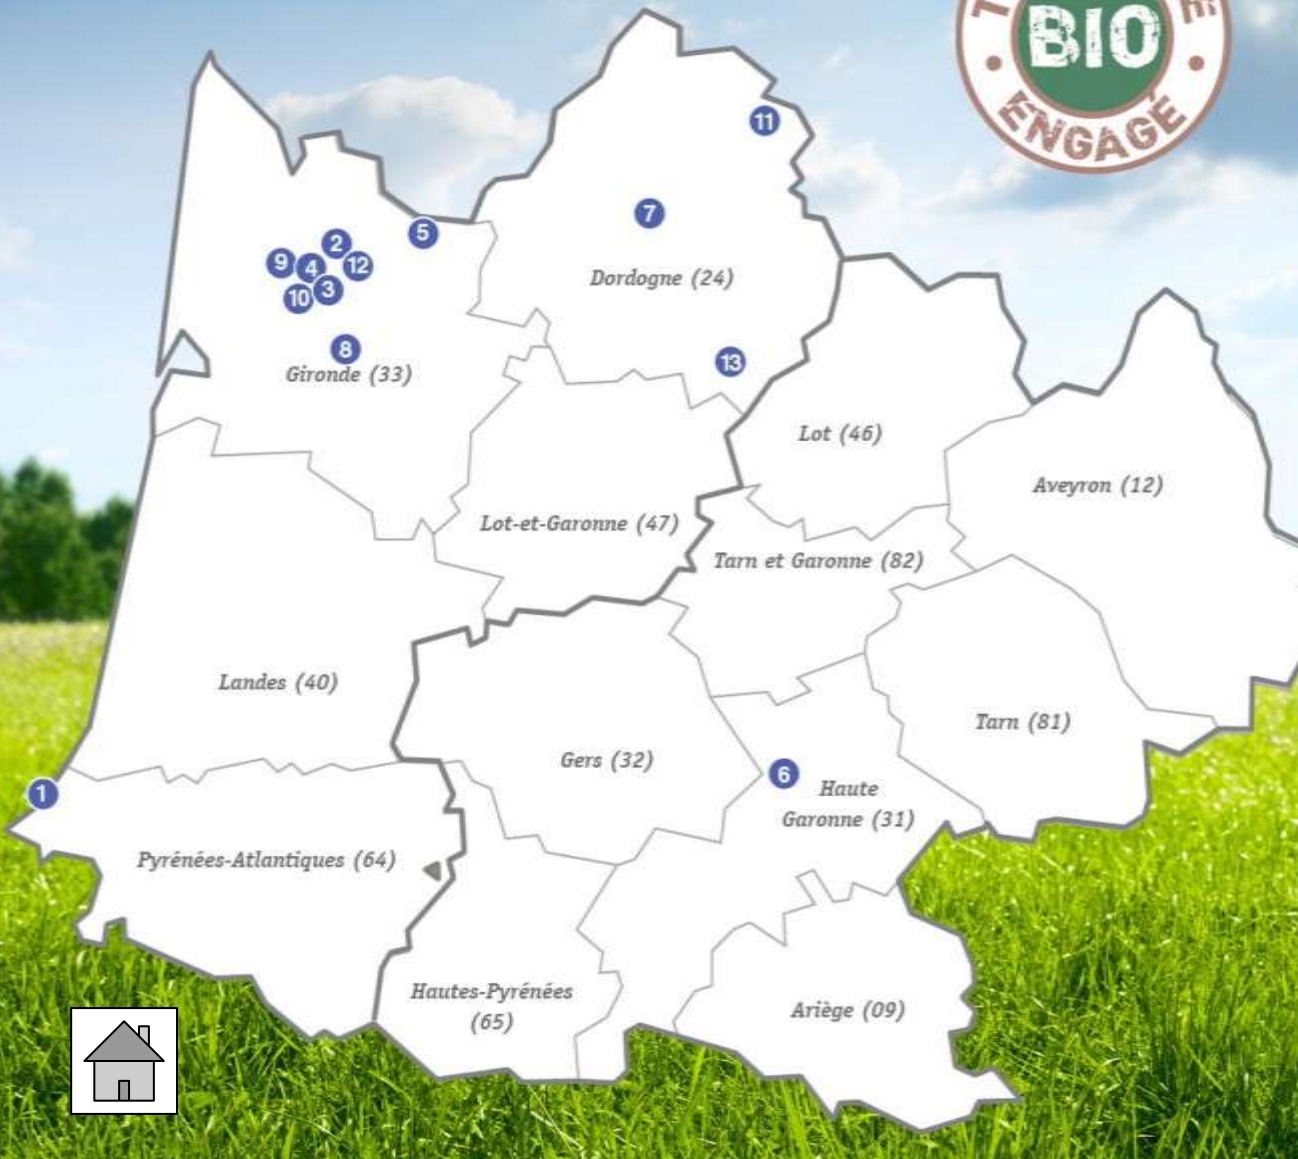 BIO
ENGAGÉ
11
7
5
2
9
4
12
3
10
Dordogne (24)
8
13
Gironde (33)
Lot (46)
Aveyron (12)
Lot-et-Garonne (47)
Tarn et Garonne (82)
Landes (40)
Tarn (81)
Gers (32)
6
Haute
Garonne (31)
1
Pyrénées-Atlantiques (64)
Hautes-Pyrénées
(65)
Ariège (09)